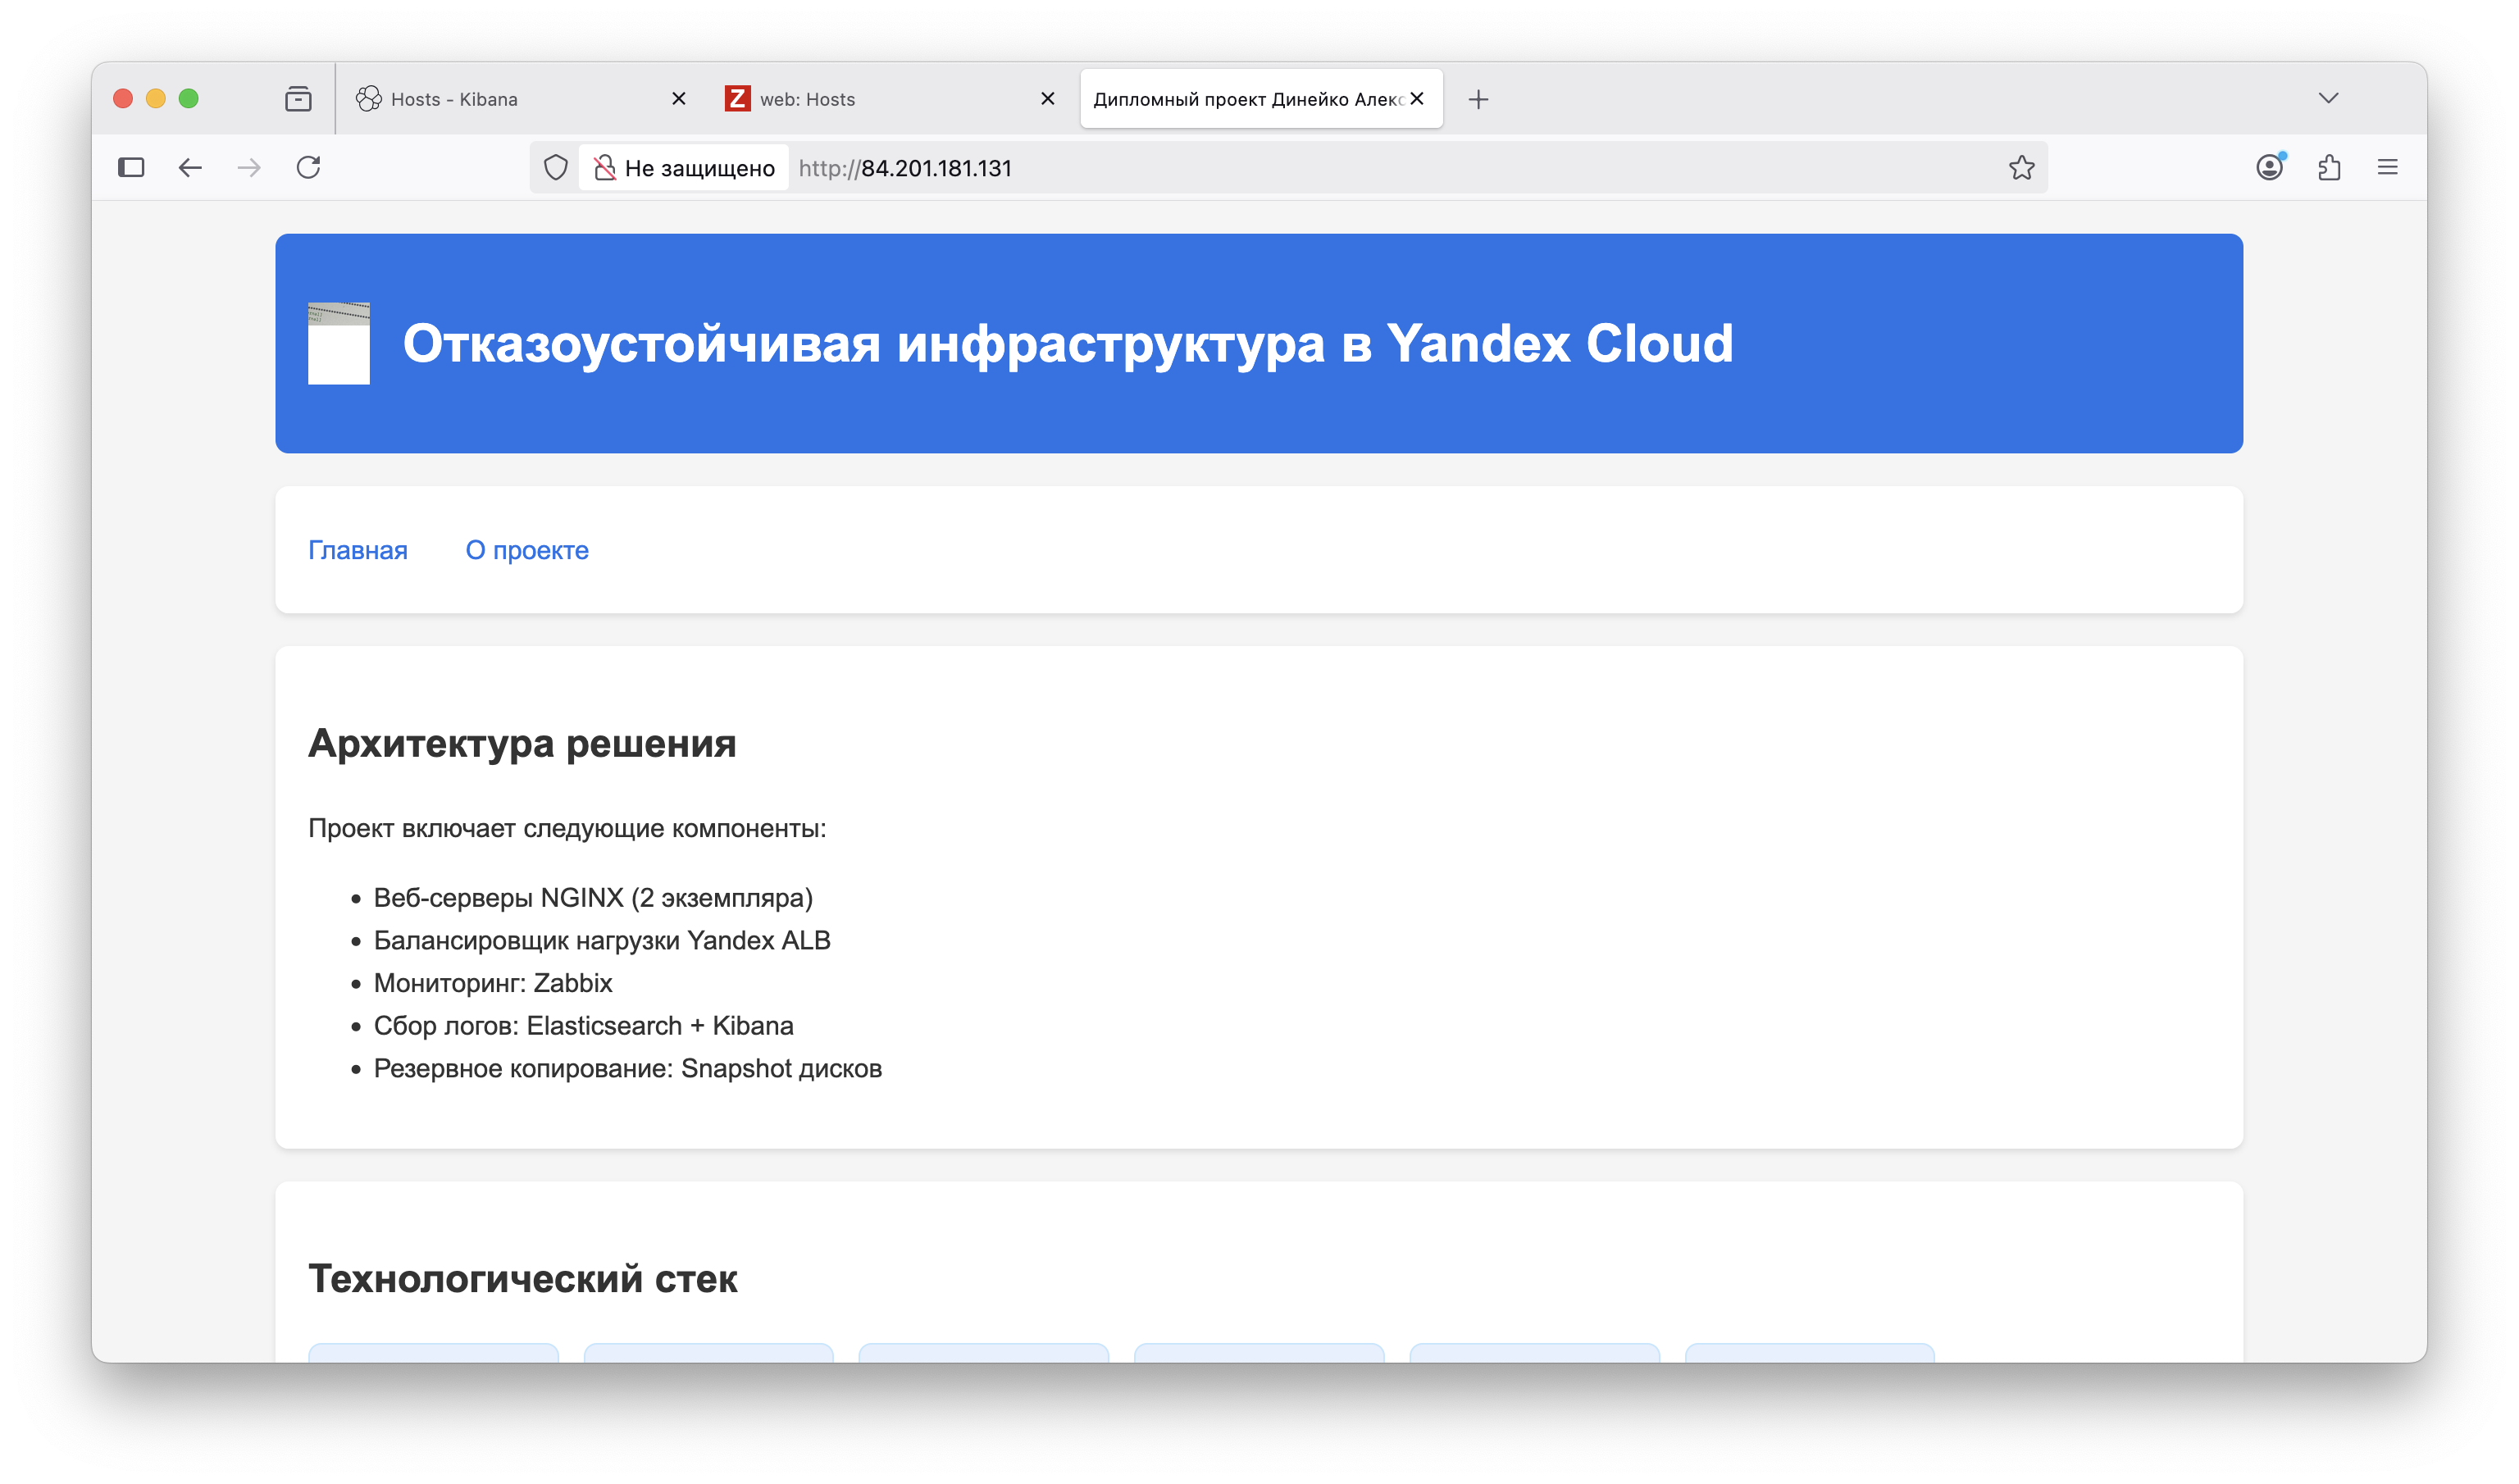 Hosts - Kibana
web: Hosts
Дипломный проект Динейко Алекс
Не защищено
http://84.201.181.131
Отказоустойчивая инфраструктура в Yandex Cloud
Главная
О проекте
Архитектура решения
Проект включает следующие компоненты:
Веб-серверы NGINX (2 экземпляра)
Балансировщик нагрузки Yandex ALB
Мониторинг: Zabbix
Сбор логов: Elasticsearch + Kibana
Резервное копирование: Snapshot дисков
Технологический стек